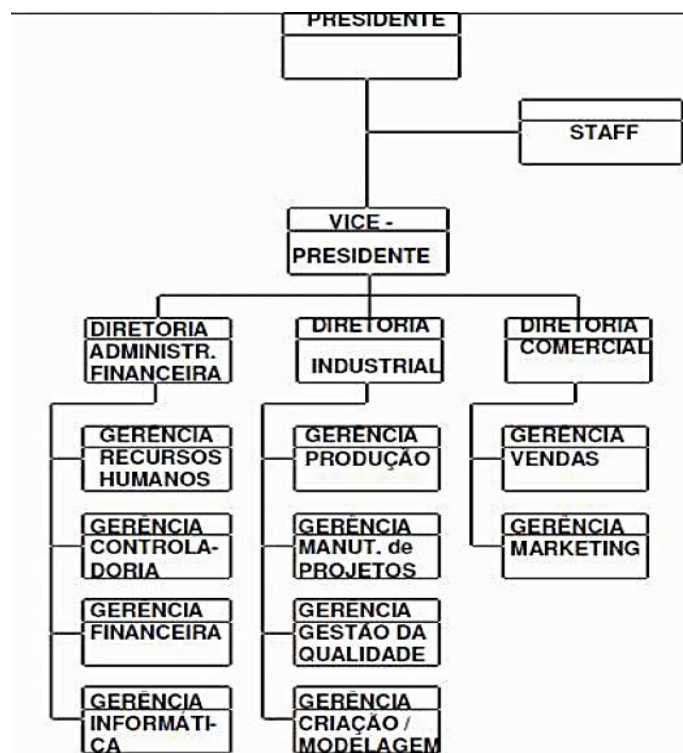 PRESIDENTE
STAFF
VICE -
PRESIDENTE
DIRETORIA
ADMINISTR.
FINANCEIRA
DIRETORIA
INDUSTRIAL
DIRETORIA
COMERCIAL
GERÊNCIA
RECURSOS
HUMANOS
GERÊNCIA
PRODUÇÃO
GERÊNCIA
VENDAS
GERÊNCIA
CONTROLA-
DORIA
GERÊNCIA
MANUT. de
PROJETOS
GERÊNCIA
MARKETING
GERÊNCIA
FINANCEIRA
GERÊNCIA
GESTÃO DA
QUALIDADE
GERÊNCIA
INFORMÁTI-
CA
GERÊNCIA
CRIAÇÃO /
MODELAGEM